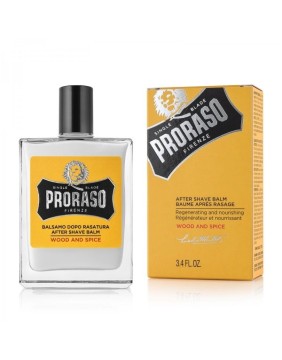 SINGLE BLADE
PRORASO
FIRENZE
BALSAMO DOPO RASATURA
AFTER SHAVE BALM
WOOD AND SPICE
SINGLE BLADE
PRORASO
FIRENZE
AFTER SHAVE BALM
BAUME APRÈS RASAGE
Regenerating and nourishing
Régénérateur et nourrissant
WOOD AND SPICE
3.4 FL.OZ.